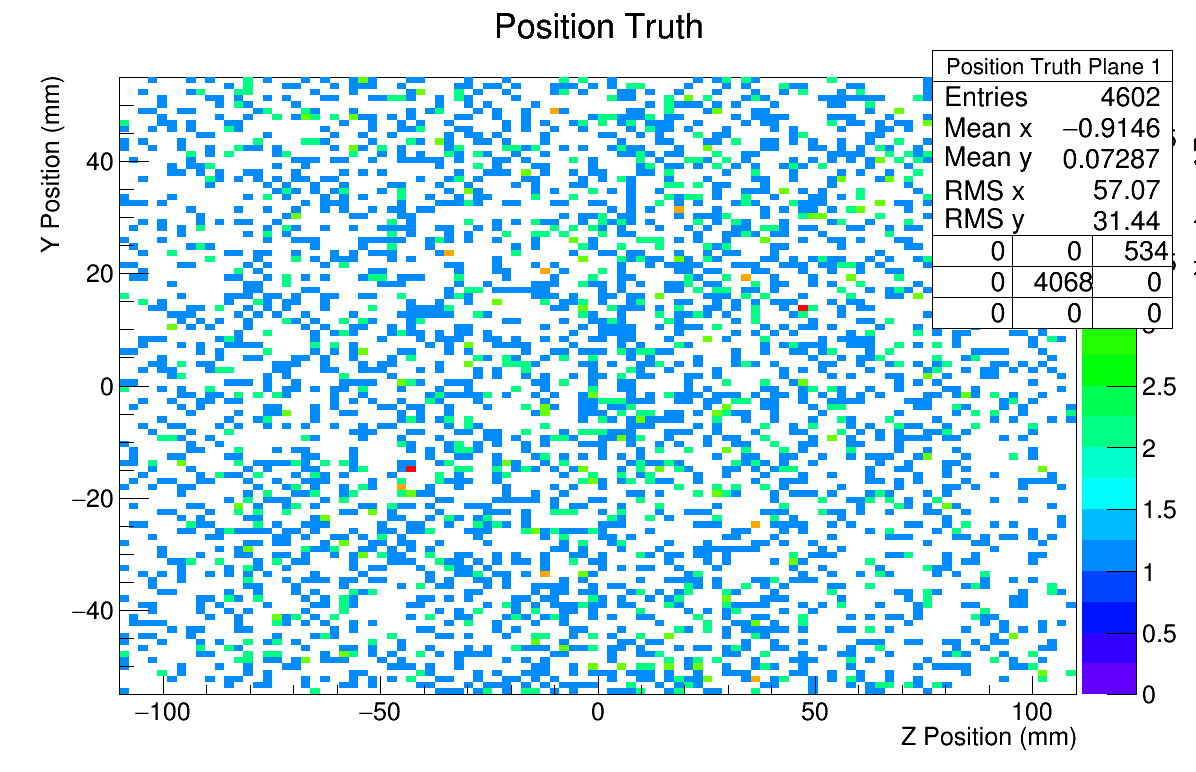 Position Truth
Position Truth Plane 1
Entries 4602
Mean x −0.9146
Mean y 0.07287
RMS x 57.07
RMS y 31.44
0 0 534
0 4068 0
0 0 0
Y Position (mm)
40
20
0
−20
−40
−100 −50 0 50 100
Z Position (mm)
2.5
2
1.5
1
0.5
0